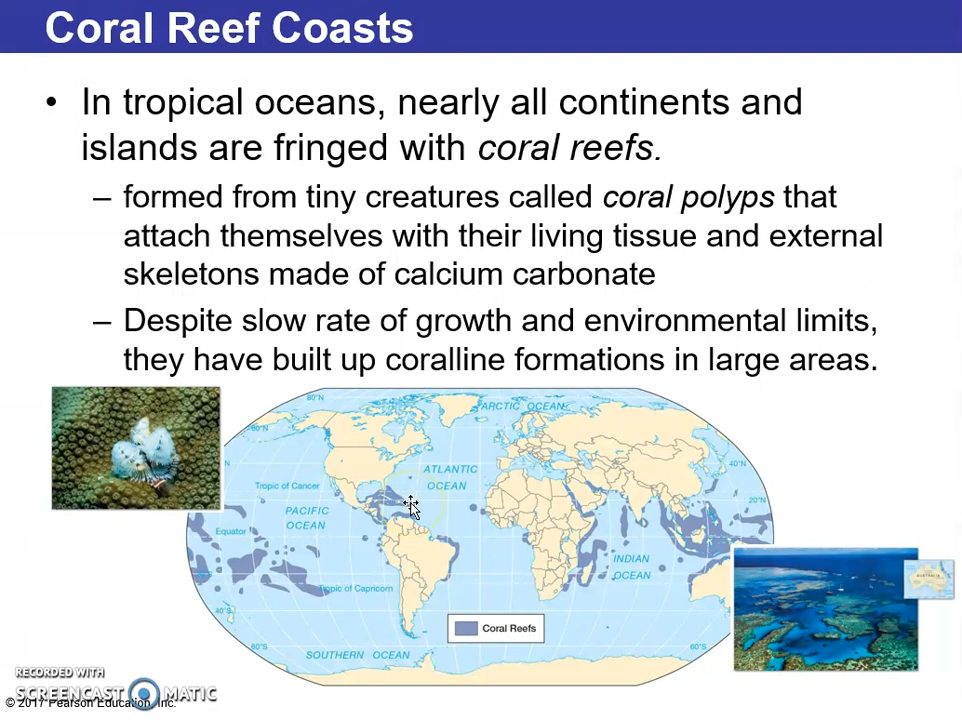 Coral Reef Coasts
• In tropical oceans, nearly all continents and
islands are fringed with coral reefs.
– formed from tiny creatures called coral polyps that
attach themselves with their living tissue and external
skeletons made of calcium carbonate
– Despite slow rate of growth and environmental limits,
they have built up coralline formations in large areas.
80°N
ARCTIC OCEAN
60°N
N
ATLANTIC
OCEAN
40°N
Tropic of Cancer
20°N
PACIFIC
OCEAN
Equator
INDIAN
OCEAN
AUSTRALIA
Tropic of Capricorn
40°S
Coral Reefs
60°S
SOUTHERN OCEAN
60°S
RECORDED WITH
SCREENCAST MATIC
© 2017 Pearson Education, Inc.